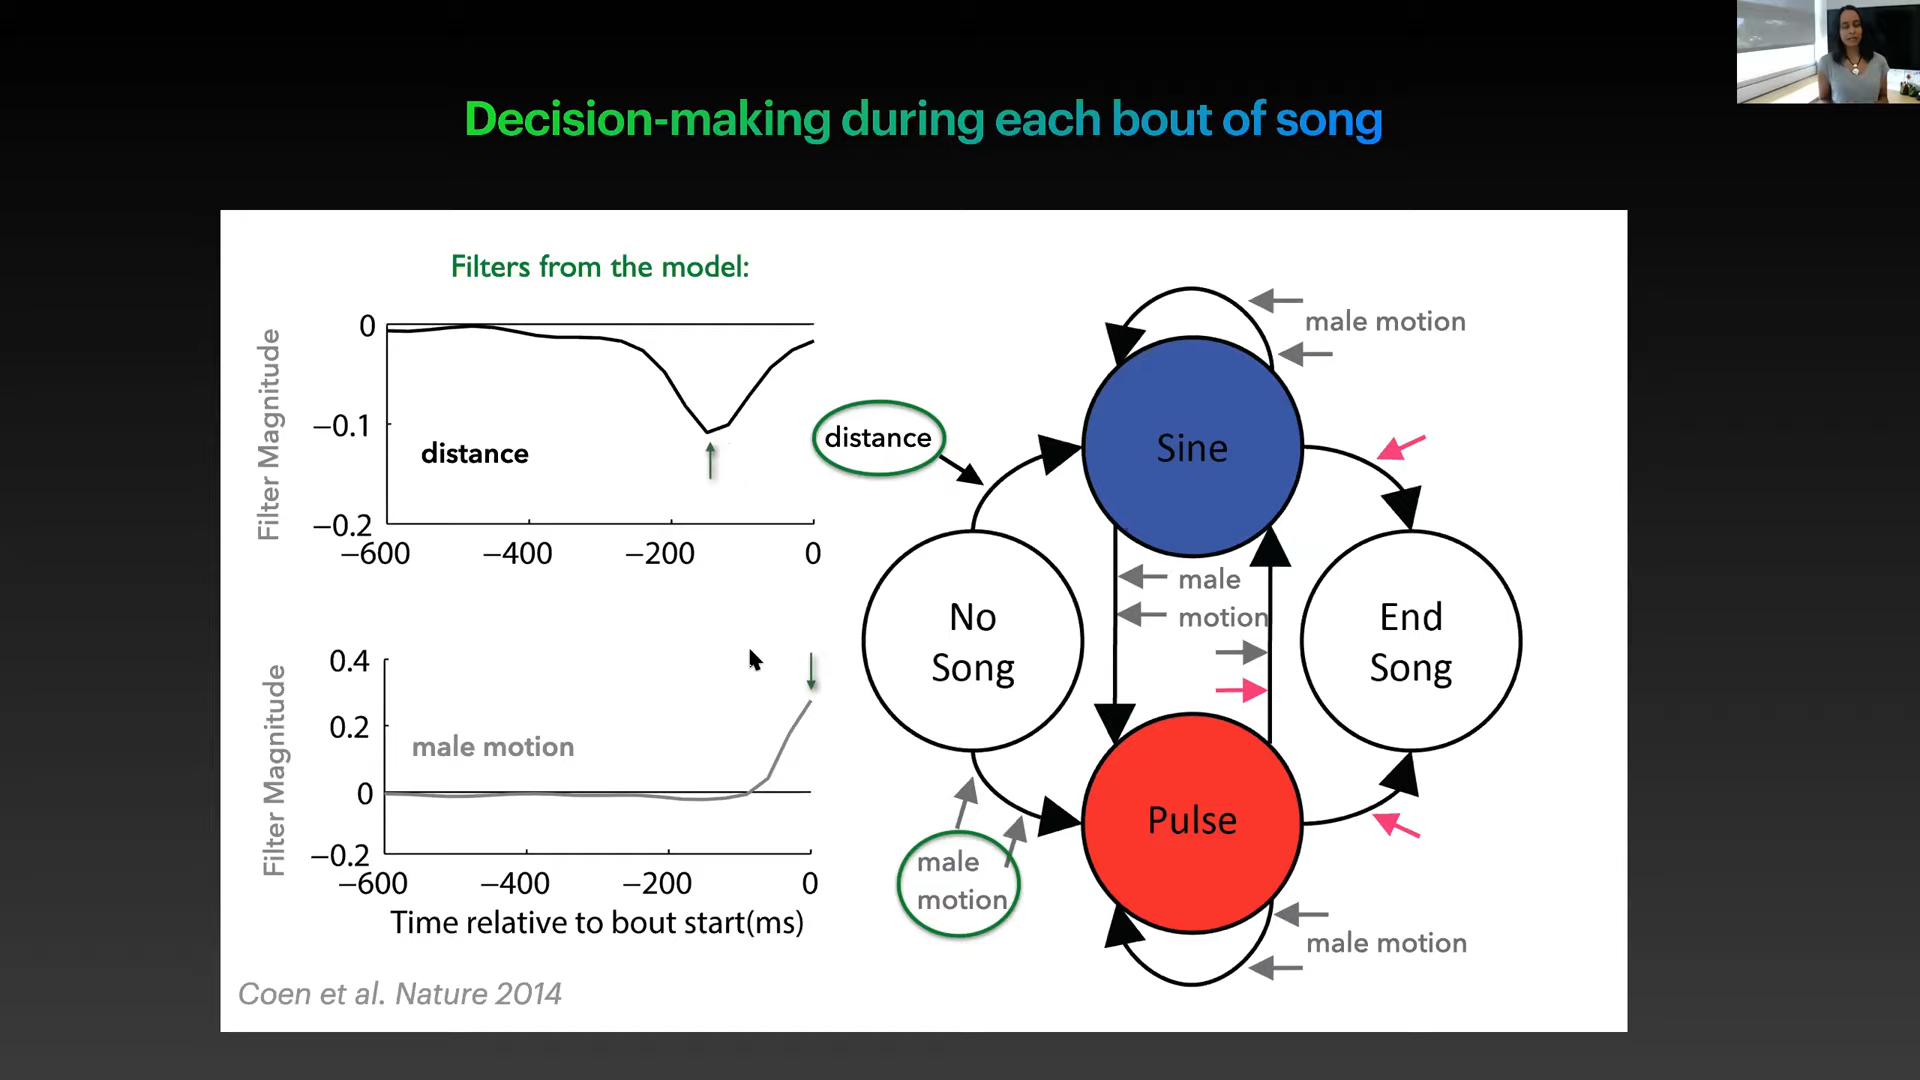 Decision-making during each bout of song
Filters from the model:
Filter Magnitude
0
−0.1
−0.2
distance
−600
−400
−200
0
Filter Magnitude
0.4
0.2
0
−0.2
male motion
−600
−400
−200
0
Time relative to bout start(ms)
Coen et al. Nature 2014
distance
male motion
Sine
male
motion
No
Song
End
Song
Pulse
male
motion
male motion